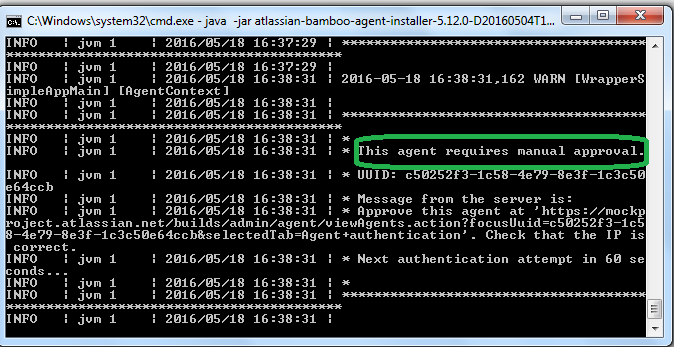 C:\Windows\system32\cmd.exe - java -jar atlassian-bamboo-agent-installer-5.12.0-D20160504T1...
INFO   | jvm 1    | 2016/05/18 16:37:29 | **************************************
******************************************
INFO   | jvm 1    | 2016/05/18 16:37:29 |
INFO   | jvm 1    | 2016/05/18 16:38:31 | 2016-05-18 16:38:31,162 WARN [WrapperS
impleAppMain] [AgentContext]
INFO   | jvm 1    | 2016/05/18 16:38:31 |
INFO   | jvm 1    | 2016/05/18 16:38:31 | **************************************
******************************************
INFO   | jvm 1    | 2016/05/18 16:38:31 | *
INFO   | jvm 1    | 2016/05/18 16:38:31 | * This agent requires manual approval.
INFO   | jvm 1    | 2016/05/18 16:38:31 | * UUID: c50252f3-1c58-4e79-8e3f-1c3c50
e64ccb
INFO   | jvm 1    | 2016/05/18 16:38:31 | * Message from the server is:
INFO   | jvm 1    | 2016/05/18 16:38:31 | * Approve this agent at 'https://mockp
roject.atlassian.net/builds/admin/agent/viewAgents.action?focusUuid=c50252f3-1c5
8-4e79-8e3f-1c3c50e64ccb&selectedTab=Agent+authentication'. Check that the IP is
 correct.
INFO   | jvm 1    | 2016/05/18 16:38:31 | * Next authentication attempt in 60 se
conds...
INFO   | jvm 1    | 2016/05/18 16:38:31 | *
INFO   | jvm 1    | 2016/05/18 16:38:31 | **************************************
******************************************
INFO   | jvm 1    | 2016/05/18 16:38:31 |